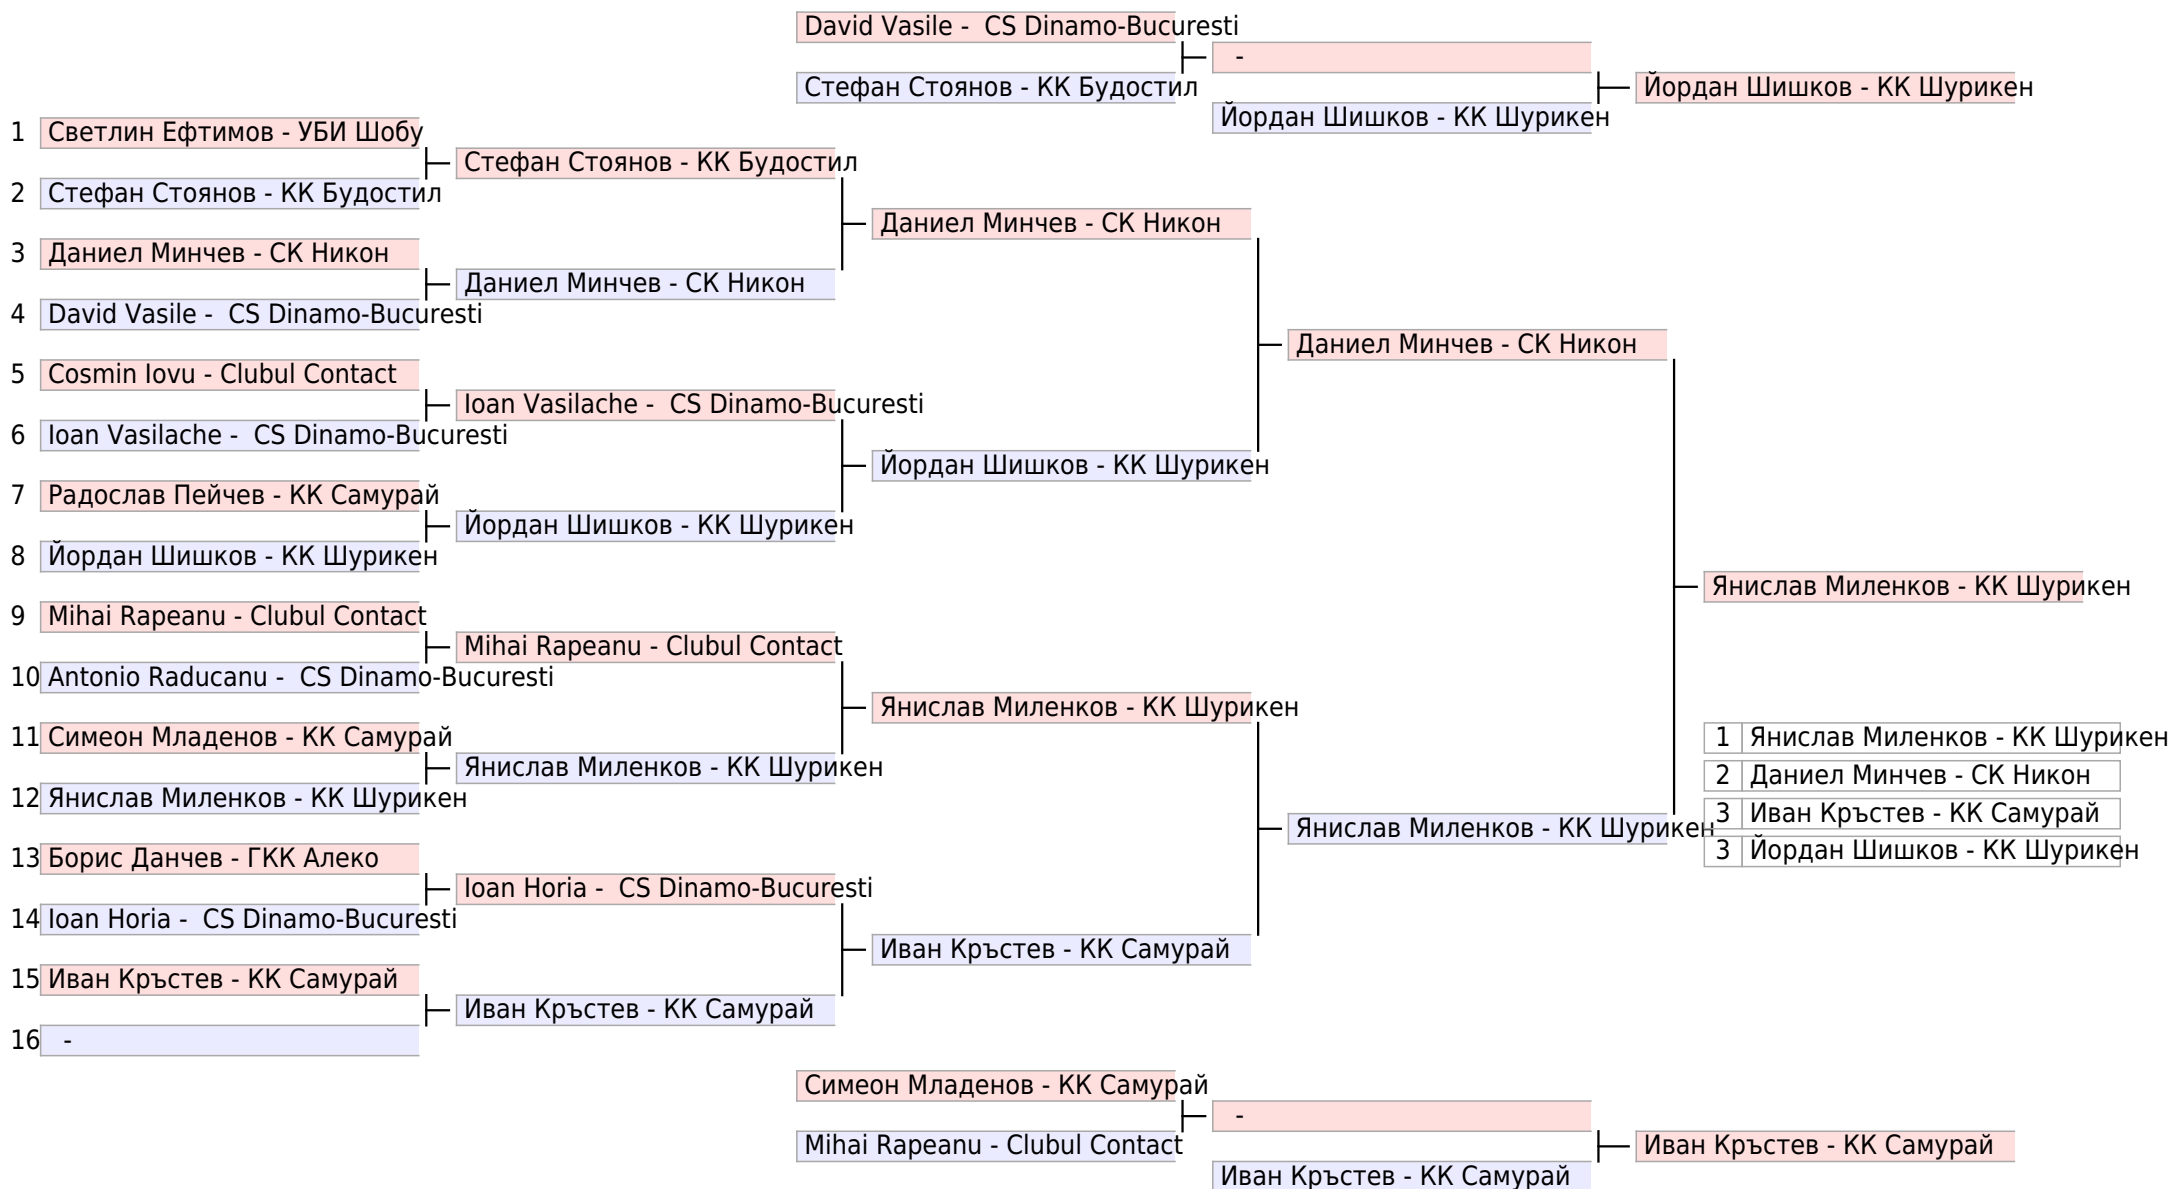 David Vasile -  CS Dinamo-Bucuresti
-
Стефан Стоянов - КК Будостил
Йордан Шишков - КК Шурикен
Йордан Шишков - КК Шурикен
1 Светлин Ефтимов - УБИ Шобу
Стефан Стоянов - КК Будостил
2 Стефан Стоянов - КК Будостил
Даниел Минчев - СК Никон
3 Даниел Минчев - СК Никон
Даниел Минчев - СК Никон
4 David Vasile -  CS Dinamo-Bucuresti
Даниел Минчев - СК Никон
5 Cosmin Iovu - Clubul Contact
Ioan Vasilache -  CS Dinamo-Bucuresti
6 Ioan Vasilache -  CS Dinamo-Bucuresti
Йордан Шишков - КК Шурикен
7 Радослав Пейчев - КК Самурай
Йордан Шишков - КК Шурикен
8 Йордан Шишков - КК Шурикен
Янислав Миленков - КК Шурикен
9 Mihai Rapeanu - Clubul Contact
Mihai Rapeanu - Clubul Contact
10 Antonio Raducanu -  CS Dinamo-Bucuresti
Янислав Миленков - КК Шурикен
11 Симеон Младенов - КК Самурай
Янислав Миленков - КК Шурикен
12 Янислав Миленков - КК Шурикен
1 Янислав Миленков - КК Шурикен
2 Даниел Минчев - СК Никон
3 Иван Кръстев - КК Самурай
3 Йордан Шишков - КК Шурикен
Янислав Миленков - КК Шурикен
13 Борис Данчев - ГКК Алеко
Ioan Horia -  CS Dinamo-Bucuresti
14 Ioan Horia -  CS Dinamo-Bucuresti
Иван Кръстев - КК Самурай
15 Иван Кръстев - КК Самурай
Иван Кръстев - КК Самурай
16 -
Симеон Младенов - КК Самурай
-
Mihai Rapeanu - Clubul Contact
Иван Кръстев - КК Самурай
Иван Кръстев - КК Самурай